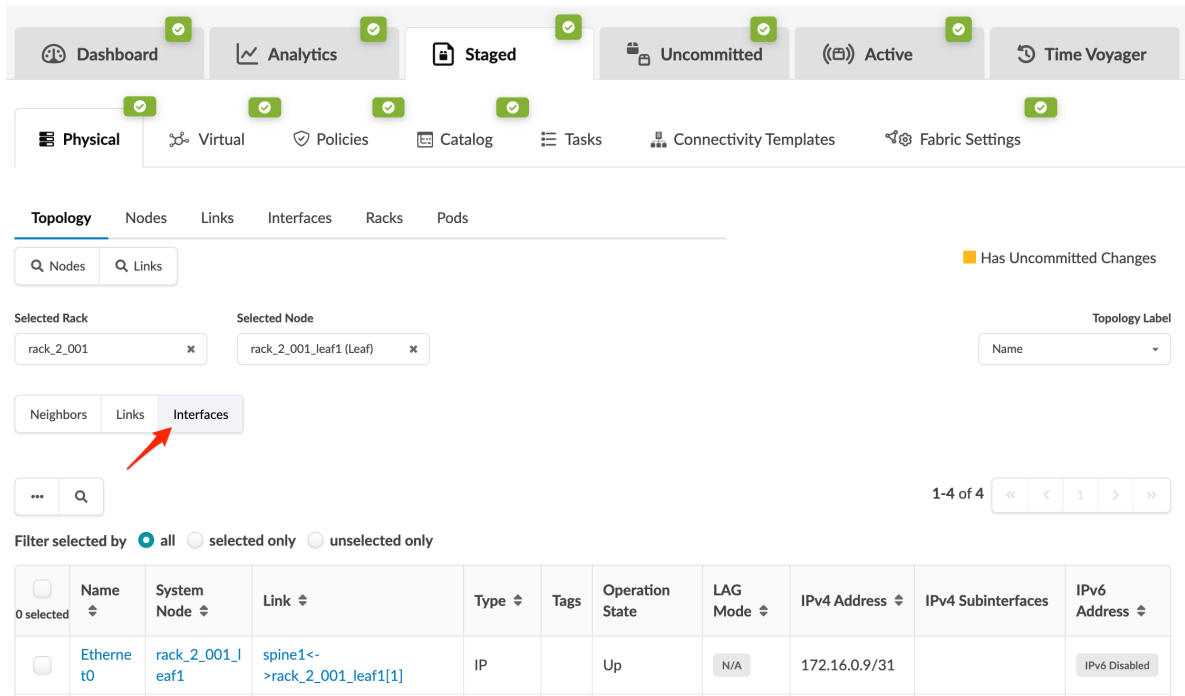 Dashboard Analytics Staged Uncommitted Active Time Voyager
Physical Virtual Policies Catalog Tasks Connectivity Templates Fabric Settings
Topology Nodes Links Interfaces Racks Pods
Nodes Links
Has Uncommitted Changes
Selected Rack Selected Node Topology Label
rack_2_001 rack_2_001_leaf1 (Leaf) Name
Neighbors Links Interfaces
1-4 of 4 « < 1 > »
Filter selected by all selected only unselected only
0 selected
Name
System
Node
Link
Type
Tags
Operation
State
LAG
Mode
IPv4 Address
IPv4 Subinterfaces
IPv6
Address
Etherne
t0
rack_2_001_l
eaf1
spine1<-
>rack_2_001_leaf1[1]
IP
Up
N/A
172.16.0.9/31
IPv6 Disabled